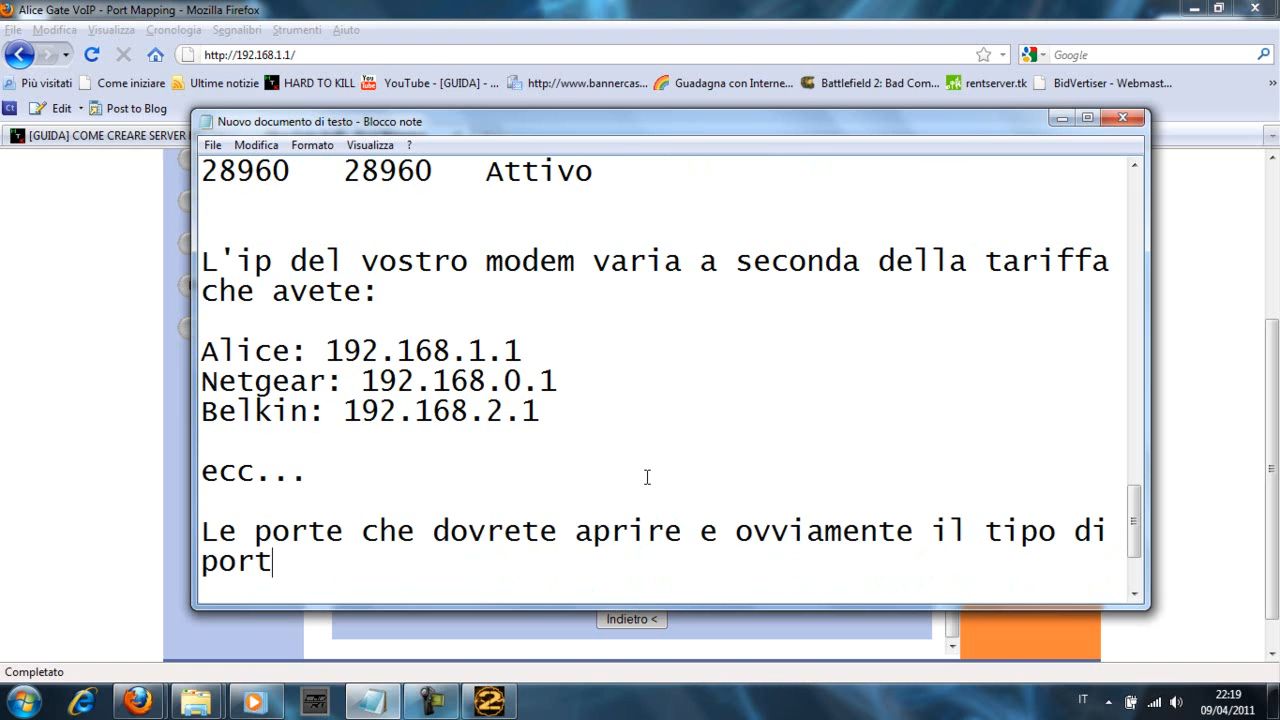 Alice Gate VoIP - Port Mapping - Mozilla Firefox
File Modifica Visualizza Cronologia Segnalibri Strumenti Aiuto
http://192.168.1.1/ Google
Più visitati Come iniziare Ultime notizie HARD TO KILL YouTube - [GUIDA] - ... http://www.bannercas... Guadagna con Interne... Battlefield 2: Bad Com... rentserver.tk BidVertiser - Webmast...
Edit Post to Blog
[GUIDA] COME CREARE SERVER
Nuovo documento di testo - Blocco note
File Modifica Formato Visualizza ?
28960 28960 Attivo
L'ip del vostro modem varia a seconda della tariffa
che avete:
Alice: 192.168.1.1
Netgear: 192.168.0.1
Belkin: 192.168.2.1
ecc...
Le porte che dovrete aprire e ovviamente il tipo di
port
Indietro <
Completato
IT 22:19
09/04/2011